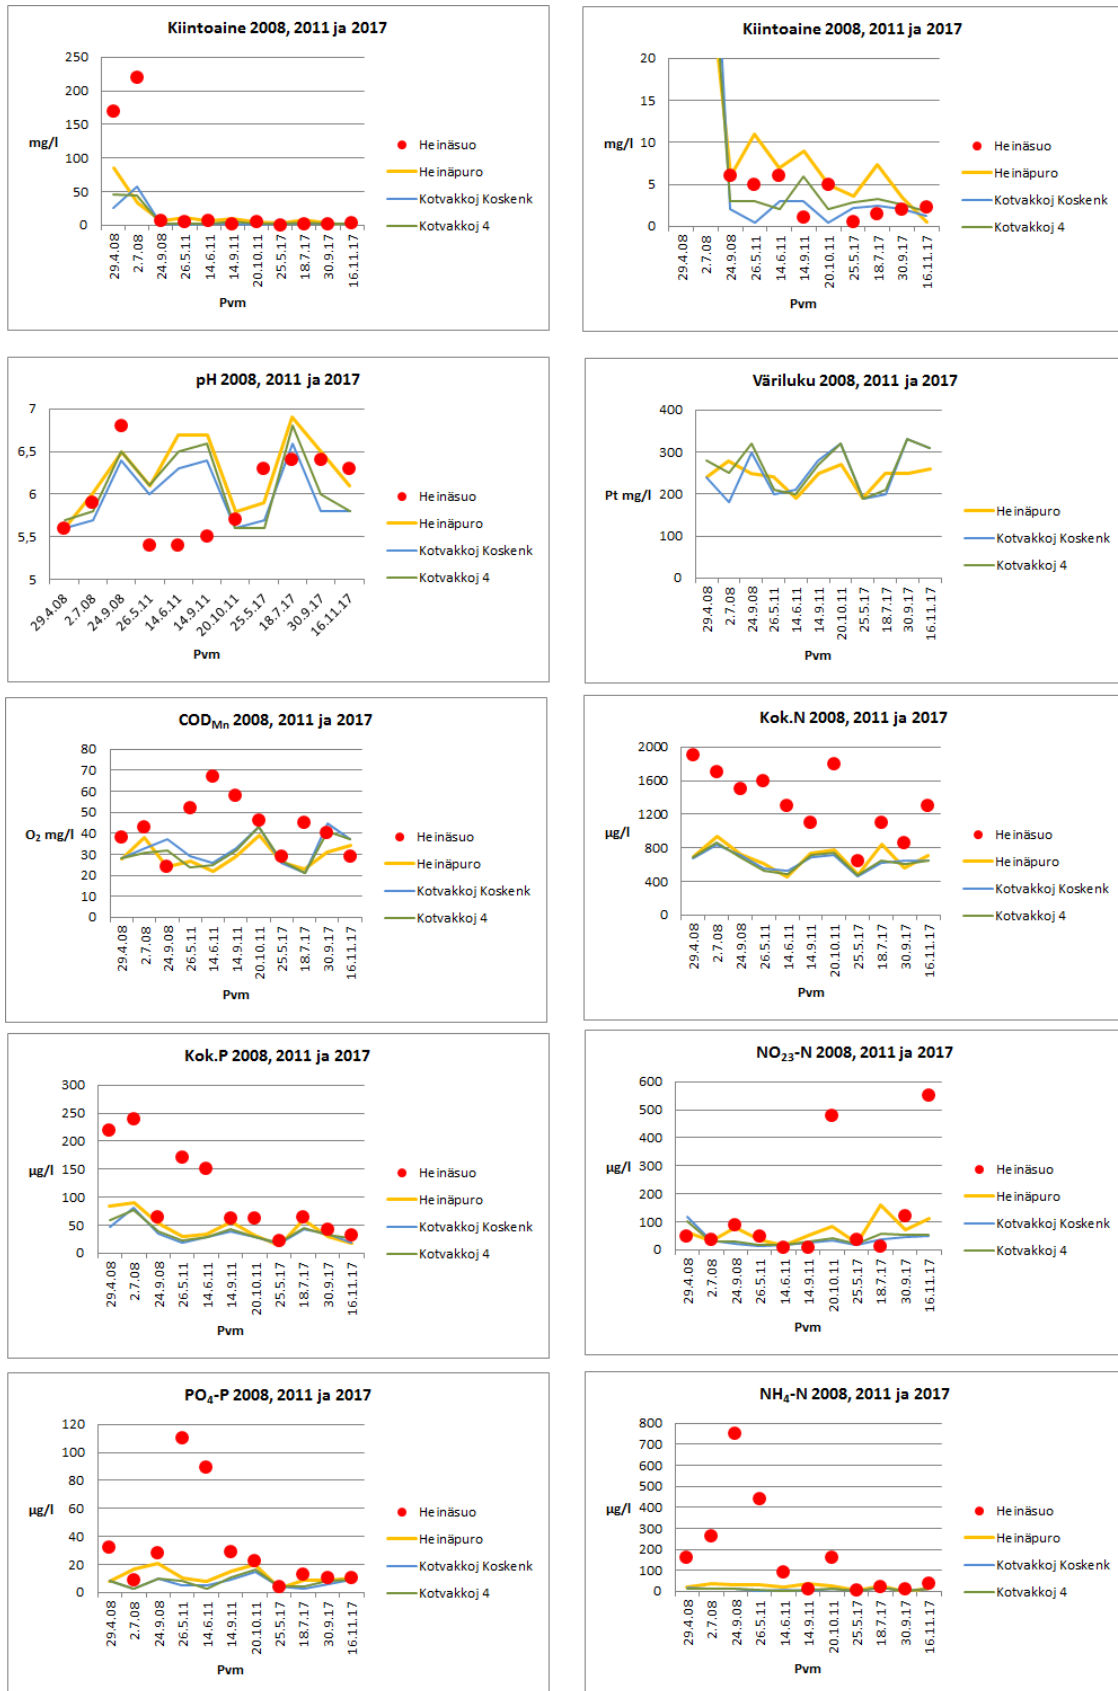 Kiintoaine 2008, 2011 ja 2017
250
200
150
100
50
0
mg/l
29.4.08
2.7.08
24.9.08
26.5.11
14.6.11
14.9.11
20.10.11
25.5.17
18.7.17
30.9.17
16.11.17
Pvm
Heinäsuo
Heinäpuro
Kotvakkoj Koskenk
Kotvakkoj 4
Kiintoaine 2008, 2011 ja 2017
20
15
10
5
0
mg/l
29.4.08
2.7.08
24.9.08
26.5.11
14.6.11
14.9.11
20.10.11
25.5.17
18.7.17
30.9.17
16.11.17
Pvm
Heinäsuo
Heinäpuro
Kotvakkoj Koskenk
Kotvakkoj 4
pH 2008, 2011 ja 2017
7
6,5
6
5,5
5
29.4.08
2.7.08
24.9.08
26.5.11
14.6.11
14.9.11
20.10.11
25.5.17
18.7.17
30.9.17
16.11.17
Pvm
Heinäsuo
Heinäpuro
Kotvakkoj Koskenk
Kotvakkoj 4
Väriluku 2008, 2011 ja 2017
400
300
200
100
0
Pt mg/l
29.4.08
2.7.08
24.9.08
26.5.11
14.6.11
14.9.11
20.10.11
25.5.17
18.7.17
30.9.17
16.11.17
Pvm
Heinäpuro
Kotvakkoj Koskenk
Kotvakkoj 4
COD<sub>Mn</sub> 2008, 2011 ja 2017
80
70
60
50
40
30
20
10
0
O₂ mg/l
29.4.08
2.7.08
24.9.08
26.5.11
14.6.11
14.9.11
20.10.11
25.5.17
18.7.17
30.9.17
16.11.17
Pvm
Heinäsuo
Heinäpuro
Kotvakkoj Koskenk
Kotvakkoj 4
Kok.N 2008, 2011 ja 2017
2000
1600
1200
800
400
0
µg/l
29.4.08
2.7.08
24.9.08
26.5.11
14.6.11
14.9.11
20.10.11
25.5.17
18.7.17
30.9.17
16.11.17
Pvm
Heinäsuo
Heinäpuro
Kotvakkoj Koskenk
Kotvakkoj 4
Kok.P 2008, 2011 ja 2017
300
250
200
150
100
50
0
µg/l
29.4.08
2.7.08
24.9.08
26.5.11
14.6.11
14.9.11
20.10.11
25.5.17
18.7.17
30.9.17
16.11.17
Pvm
Heinäsuo
Heinäpuro
Kotvakkoj Koskenk
Kotvakkoj 4
NO₂₃-N 2008, 2011 ja 2017
600
500
400
300
200
100
0
µg/l
29.4.08
2.7.08
24.9.08
26.5.11
14.6.11
14.9.11
20.10.11
25.5.17
18.7.17
30.9.17
16.11.17
Pvm
Heinäsuo
Heinäpuro
Kotvakkoj Koskenk
Kotvakkoj 4
PO₄-P 2008, 2011 ja 2017
120
100
80
60
40
20
0
µg/l
29.4.08
2.7.08
24.9.08
26.5.11
14.6.11
14.9.11
20.10.11
25.5.17
18.7.17
30.9.17
16.11.17
Pvm
Heinäsuo
Heinäpuro
Kotvakkoj Koskenk
Kotvakkoj 4
NH₄-N 2008, 2011 ja 2017
800
700
600
500
400
300
200
100
0
µg/l
29.4.08
2.7.08
24.9.08
26.5.11
14.6.11
14.9.11
20.10.11
25.5.17
18.7.17
30.9.17
16.11.17
Pvm
Heinäsuo
Heinäpuro
Kotvakkoj Koskenk
Kotvakkoj 4